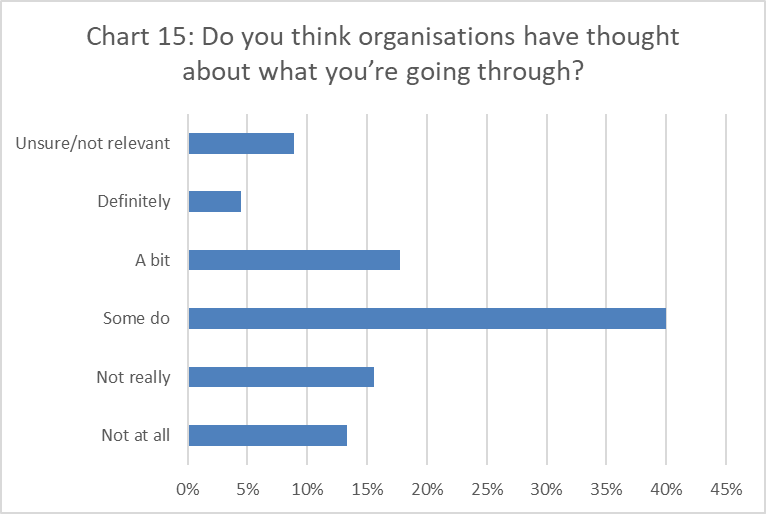 Chart 15: Do you think organisations have thought
about what you’re going through?
Unsure/not relevant
Definitely
A bit
Some do
Not really
Not at all
0% 5% 10% 15% 20% 25% 30% 35% 40% 45%